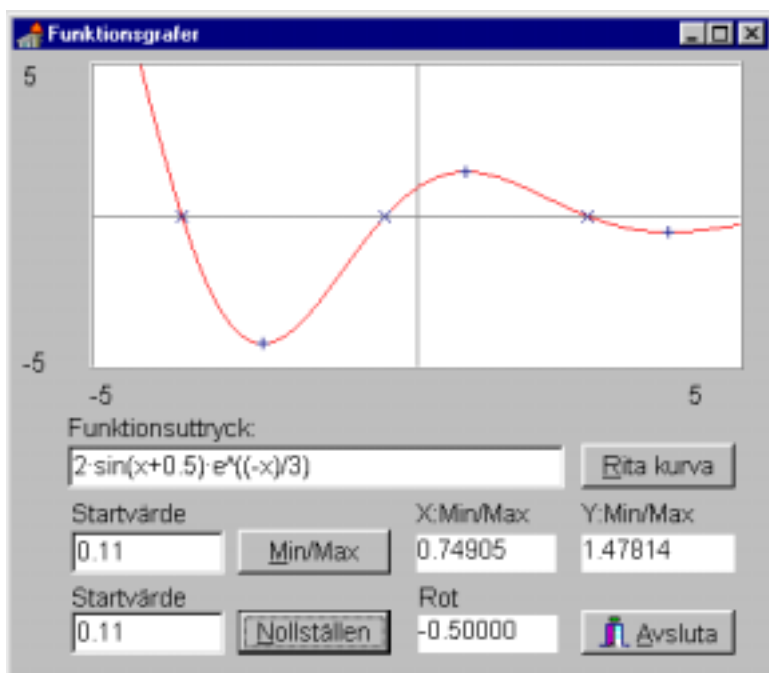 Funktionsgrafer
5
-5
-5 5
Funktionsuttryck:
2·sin(x+0.5)·e^((-x)/3) Rita kurva
Startvärde X:Min/Max Y:Min/Max
0.11 Min/Max 0.74905 1.47814
Startvärde Rot
0.11 Nollställen -0.50000 Avsluta